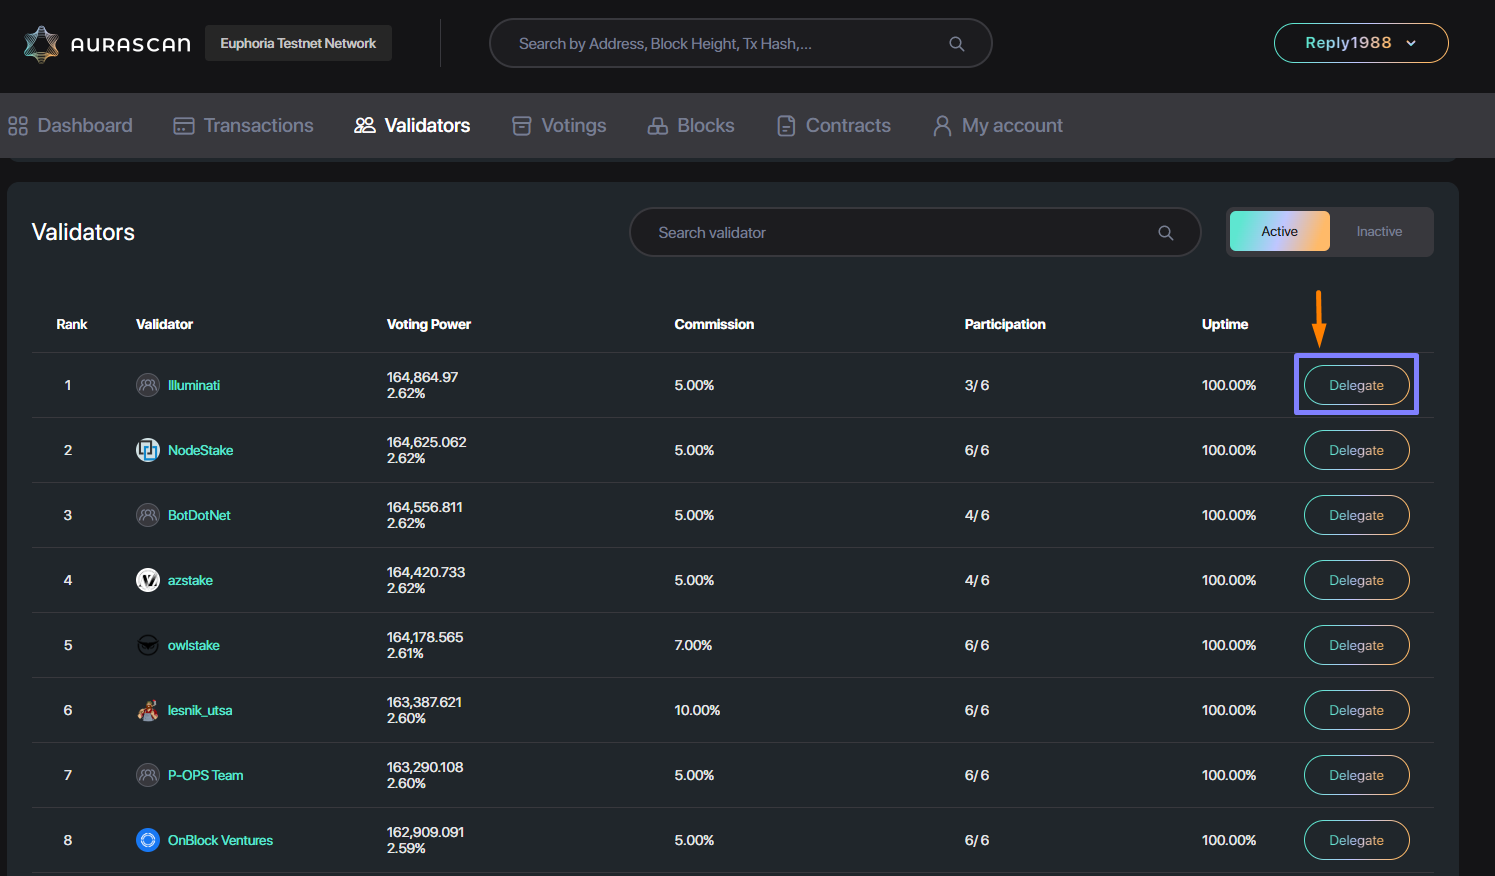 AURASCAN Euphoria Testnet Network Search by Address, Block Height, Tx Hash,... Reply1988
Dashboard Transactions Validators Votings Blocks Contracts My account
Validators Search validator Active Inactive
Rank Validator Voting Power Commission Participation Uptime
1 Illuminati 164,864.97 5.00% 3/ 6 100.00% Delegate
2.62%
2 NodeStake 164,625.062 5.00% 6/ 6 100.00% Delegate
2.62%
3 BotDotNet 164,556.811 5.00% 4/ 6 100.00% Delegate
2.62%
4 azstake 164,420.733 5.00% 4/ 6 100.00% Delegate
2.62%
5 owlstake 164,178.565 7.00% 6/ 6 100.00% Delegate
2.61%
6 lesnik_utsa 163,387.621 10.00% 6/ 6 100.00% Delegate
2.60%
7 P-OPS Team 163,290.108 5.00% 6/ 6 100.00% Delegate
2.60%
8 OnBlock Ventures 162,909.091 5.00% 6/ 6 100.00% Delegate
2.59%